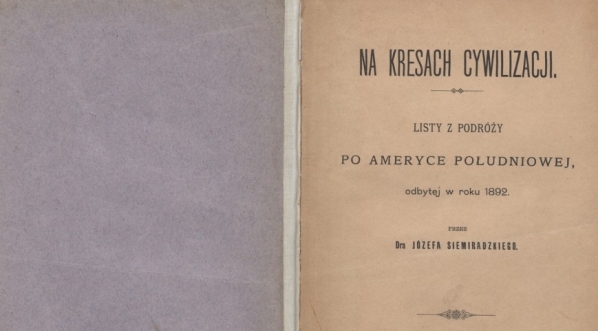 NA KRESACH CYWILIZACJI.
LISTY Z PODRÓŻY
PO AMERYCE POŁUDNIOWEJ,
odbytej w roku 1892.
PRZEZ
Dra JÓZEFA SIEMIRADZKIEGO.